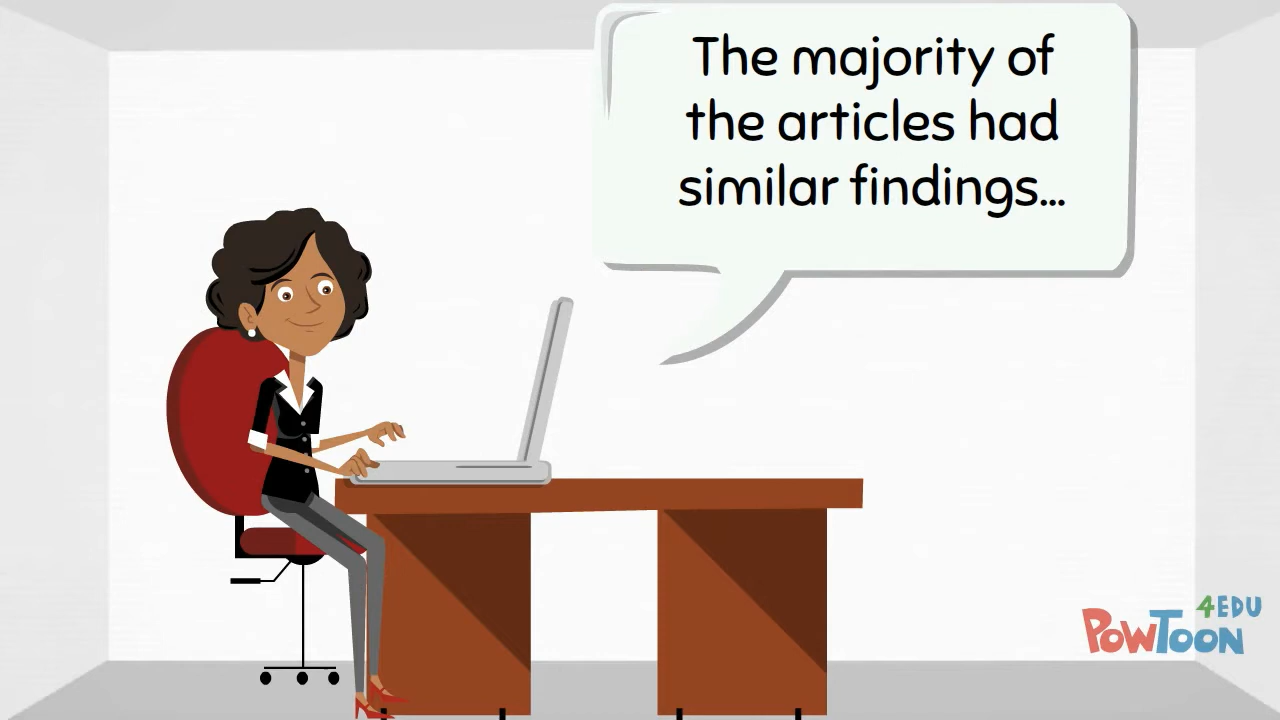 The majority of
the articles had
similar findings...
4EDU
POWTOON